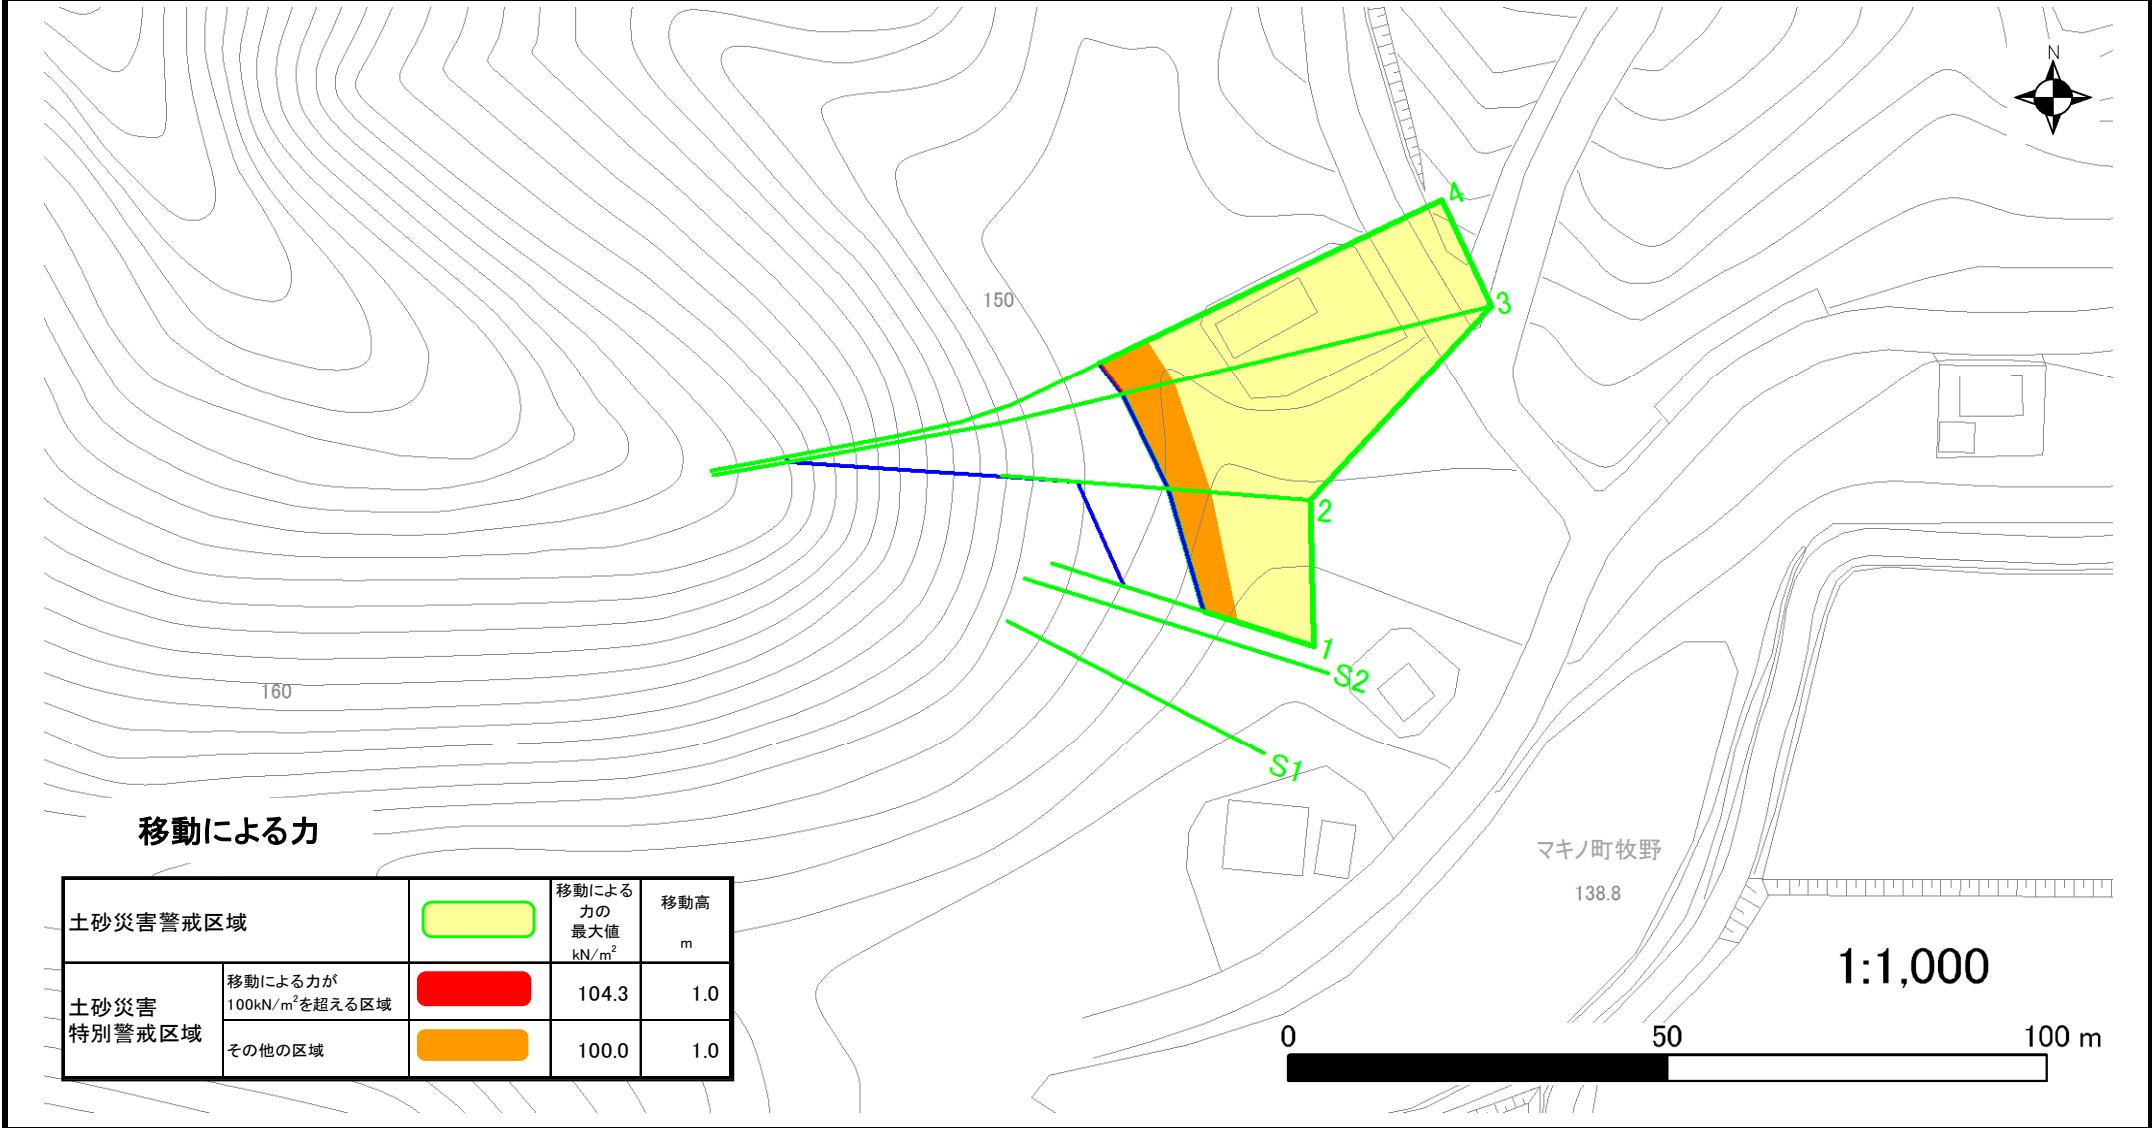 N
4
150
3
2
1
S2
S1
160
移動による力
マキノ町牧野
138.8
土砂災害警戒区域
移動による
力の
最大値
kN/m²
移動高
m
土砂災害
特別警戒区域
移動による力が
100kN/m²を超える区域
104.3
1.0
その他の区域
100.0
1.0
1:1,000
0 50 100 m